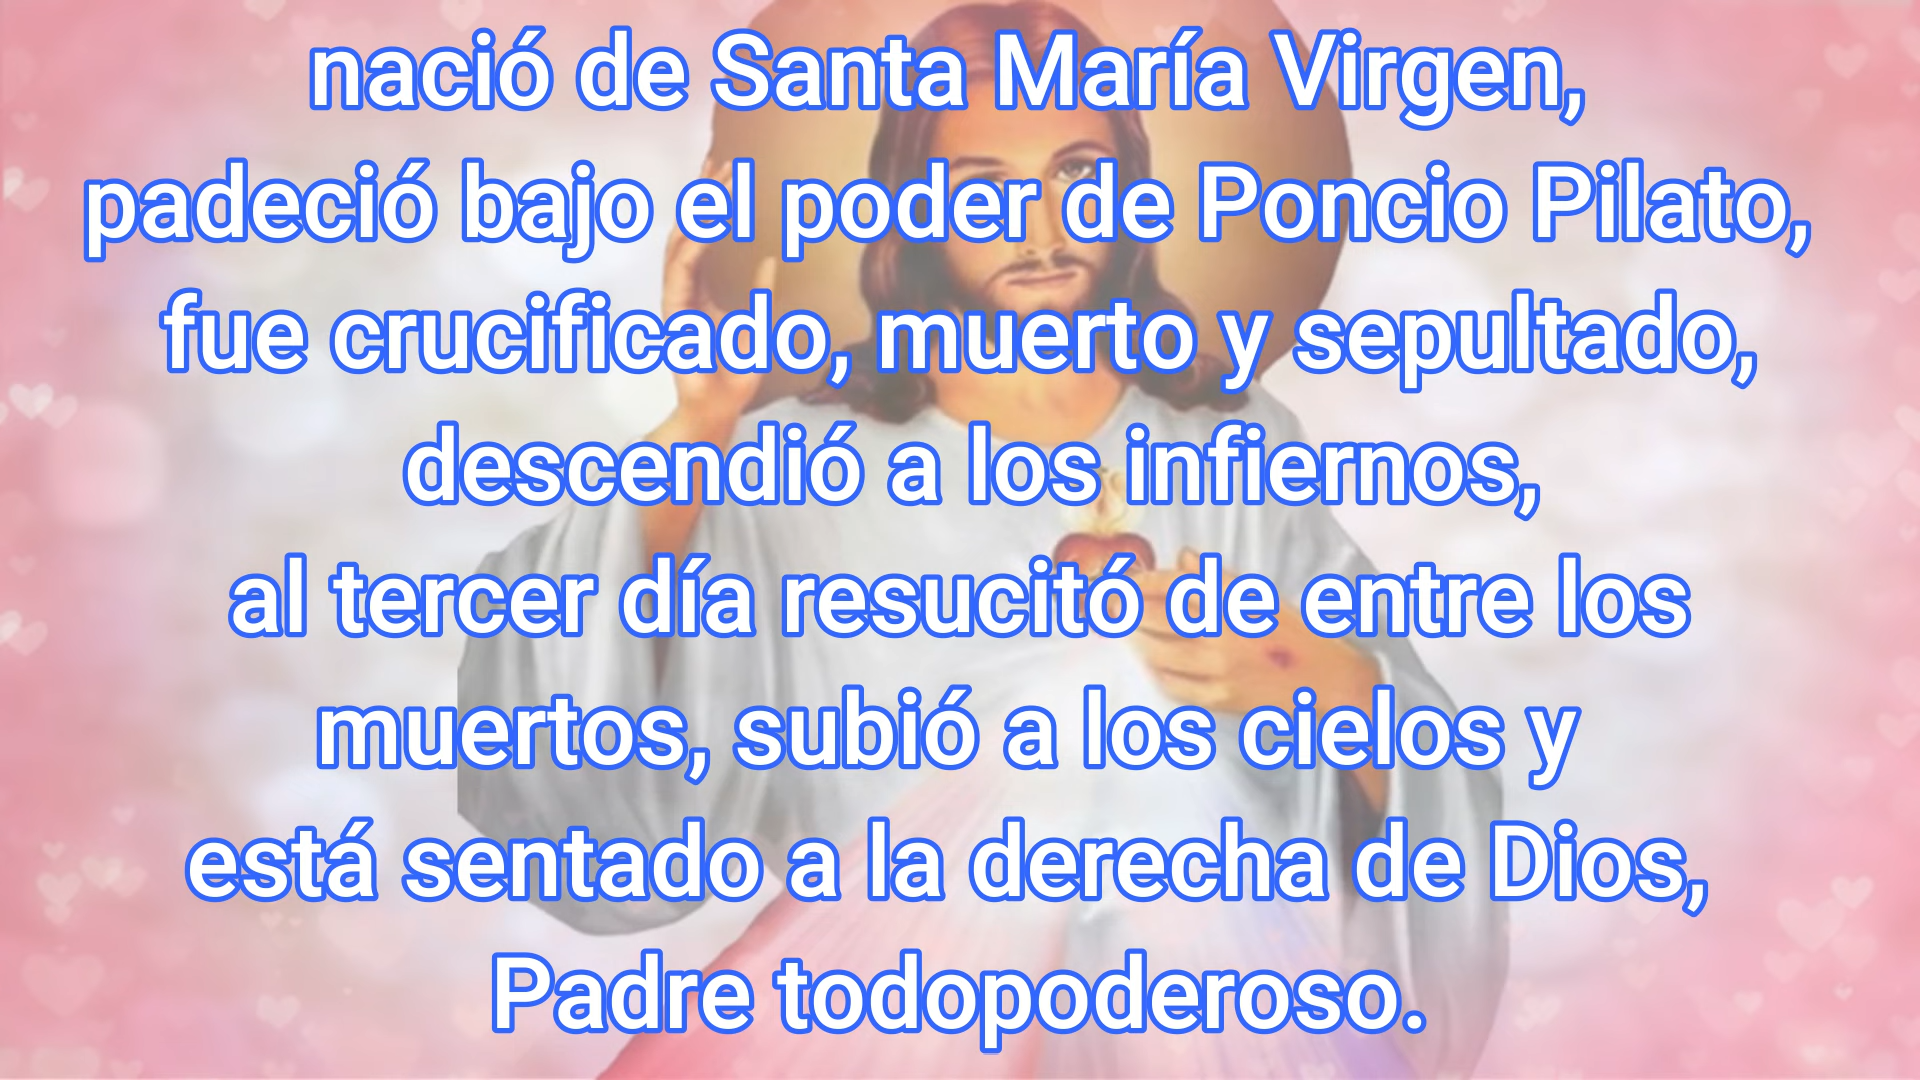 nació de Santa María Virgen,
padeció bajo el poder de Poncio Pilato,
fue crucificado, muerto y sepultado,
descendió a los infiernos,
al tercer día resucitó de entre los
muertos, subió a los cielos y
está sentado a la derecha de Dios,
Padre todopoderoso.